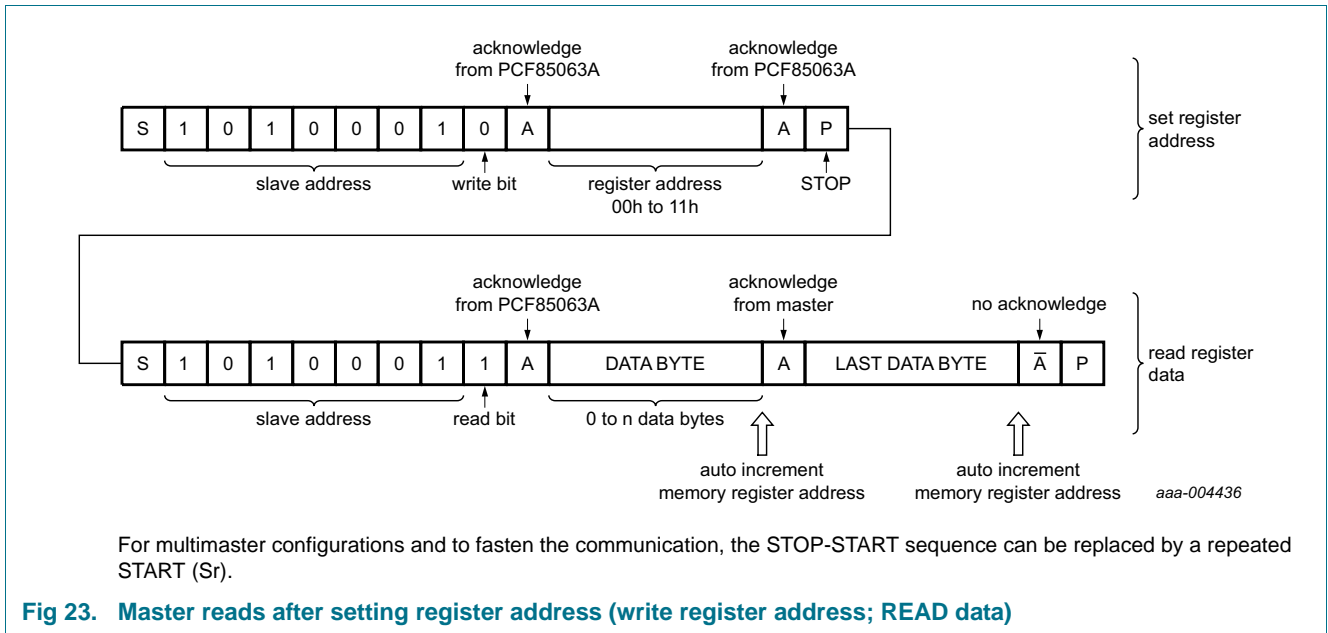 acknowledge acknowledge
from PCF85063A from PCF85063A
S 1 0 1 0 0 0 1 0 A A P
set register
address
slave address write bit register address STOP
00h to 11h
acknowledge acknowledge
from PCF85063A from master no acknowledge
S 1 0 1 0 0 0 1 1 A DATA BYTE A LAST DATA BYTE A̅ P
read register
data
slave address read bit 0 to n data bytes
auto increment auto increment
memory register address memory register address aaa-004436
For multimaster configurations and to fasten the communication, the STOP-START sequence can be replaced by a repeated
START (Sr).
Fig 23. Master reads after setting register address (write register address; READ data)